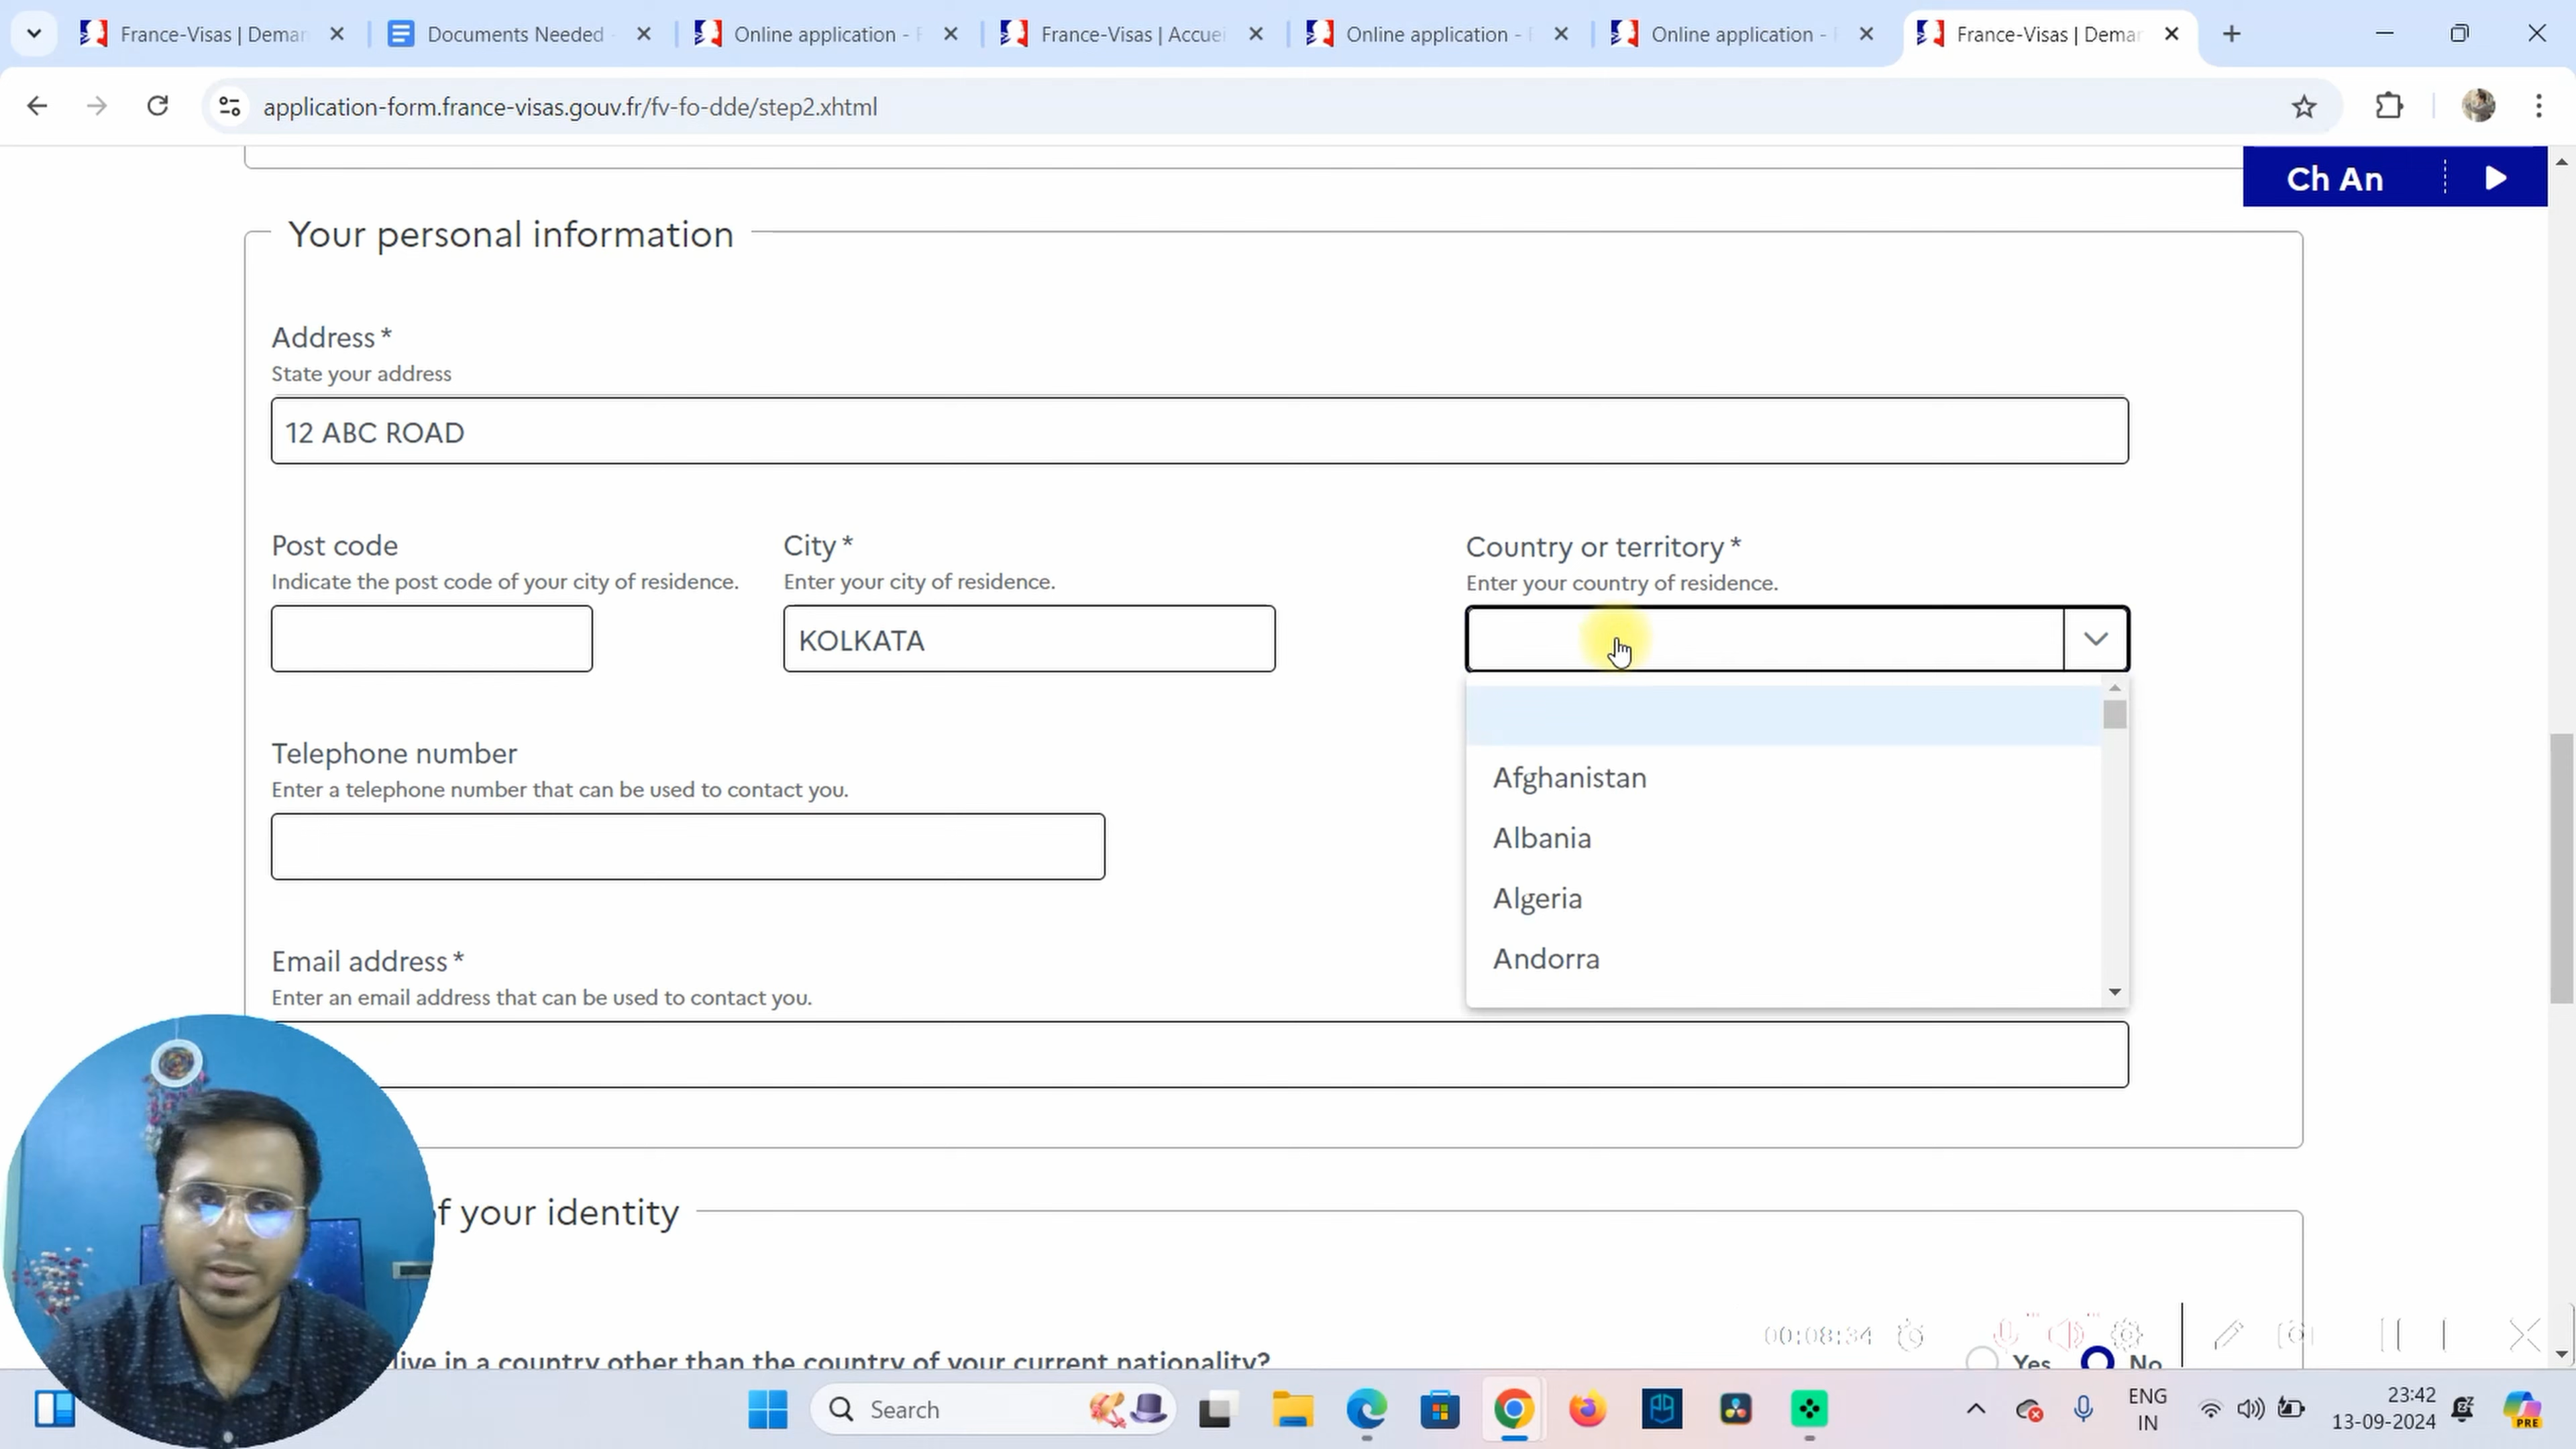 France-Visas | Deman
Documents Needed
Online application -
France-Visas | Accuei
Online application -
Online application -
France-Visas | Demar
application-form.france-visas.gouv.fr/fv-fo-dde/step2.xhtml
Ch An
Your personal information
Address *
State your address
12 ABC ROAD
Post code
Indicate the post code of your city of residence.
City *
Enter your city of residence.
KOLKATA
Country or territory *
Enter your country of residence.
Afghanistan
Albania
Algeria
Andorra
Telephone number
Enter a telephone number that can be used to contact you.
Email address *
Enter an email address that can be used to contact you.
of your identity
live in a country other than the country of your current nationality?
Yes
No
00:08:34
Search
ENG
IN
23:42
13-09-2024
PRE